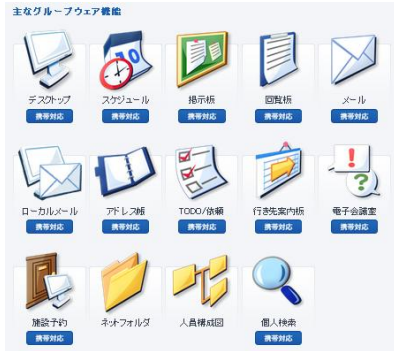 主なグループウェア機能
デスクトップ
スケジュール
掲示板
回覧板
メール
携帯対応
携帯対応
携帯対応
携帯対応
携帯対応
ローカルメール
アドレス帳
TODO/依頼
行き先案内板
電子会議室
携帯対応
携帯対応
携帯対応
携帯対応
携帯対応
施設予約
ネットフォルダ
人員構成図
個人検索
携帯対応
携帯対応